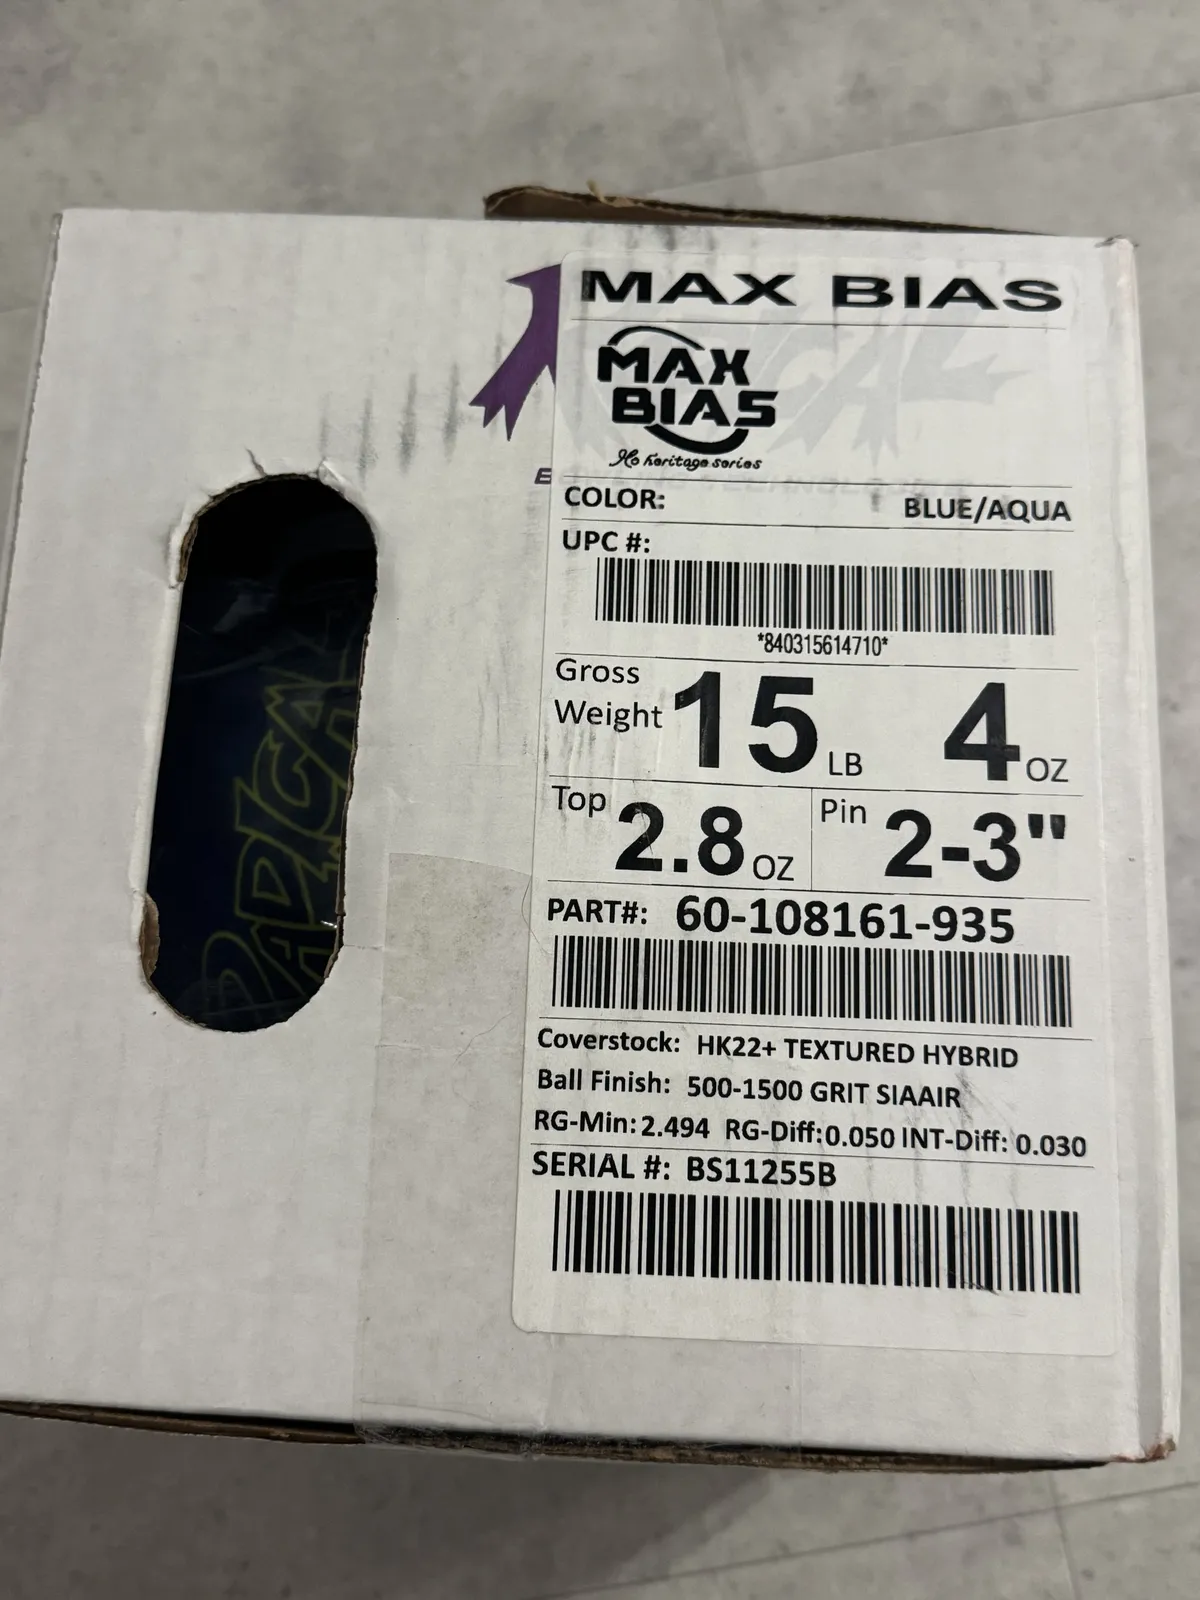 MAX BIAS
MAX
BIAS
Ho heritage series
COLOR: BLUE/AQUA
UPC #:
*840315614710*
Gross
Weight 15 LB 4 OZ
Top 2.8 OZ Pin 2-3"
PART#: 60-108161-935
Coverstock: HK22+ TEXTURED HYBRID
Ball Finish: 500-1500 GRIT SIAAIR
RG-Min: 2.494 RG-Diff:0.050 INT-Diff: 0.030
SERIAL #: BS11255B
RADICAL